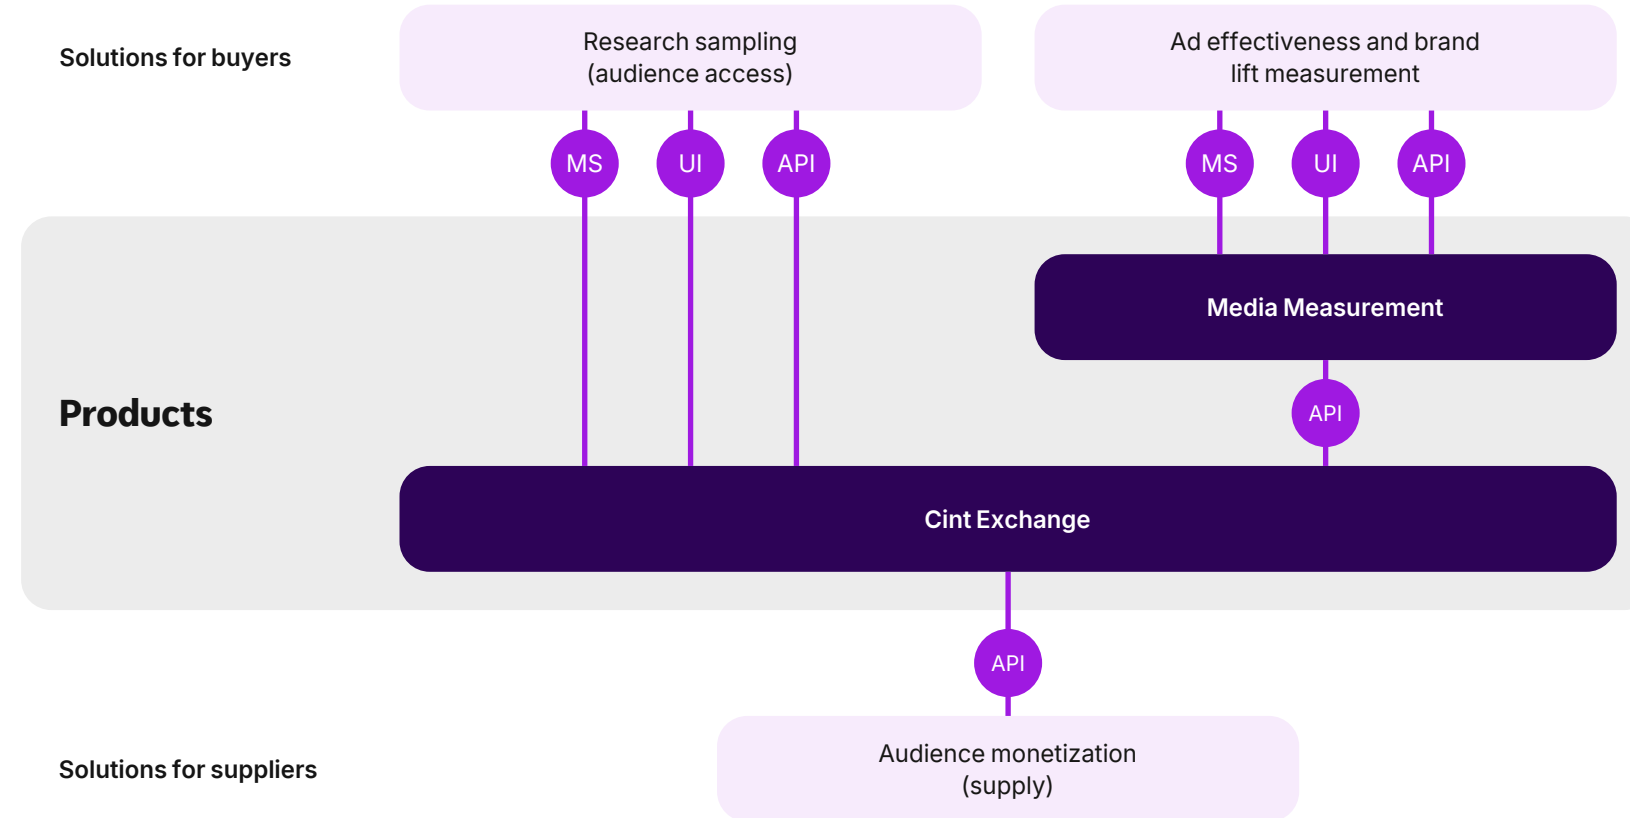 Solutions for buyers
Research sampling
(audience access)
Ad effectiveness and brand
lift measurement
MS
UI
API
MS
UI
API
Media Measurement
Products
API
Cint Exchange
API
Solutions for suppliers
Audience monetization
(supply)